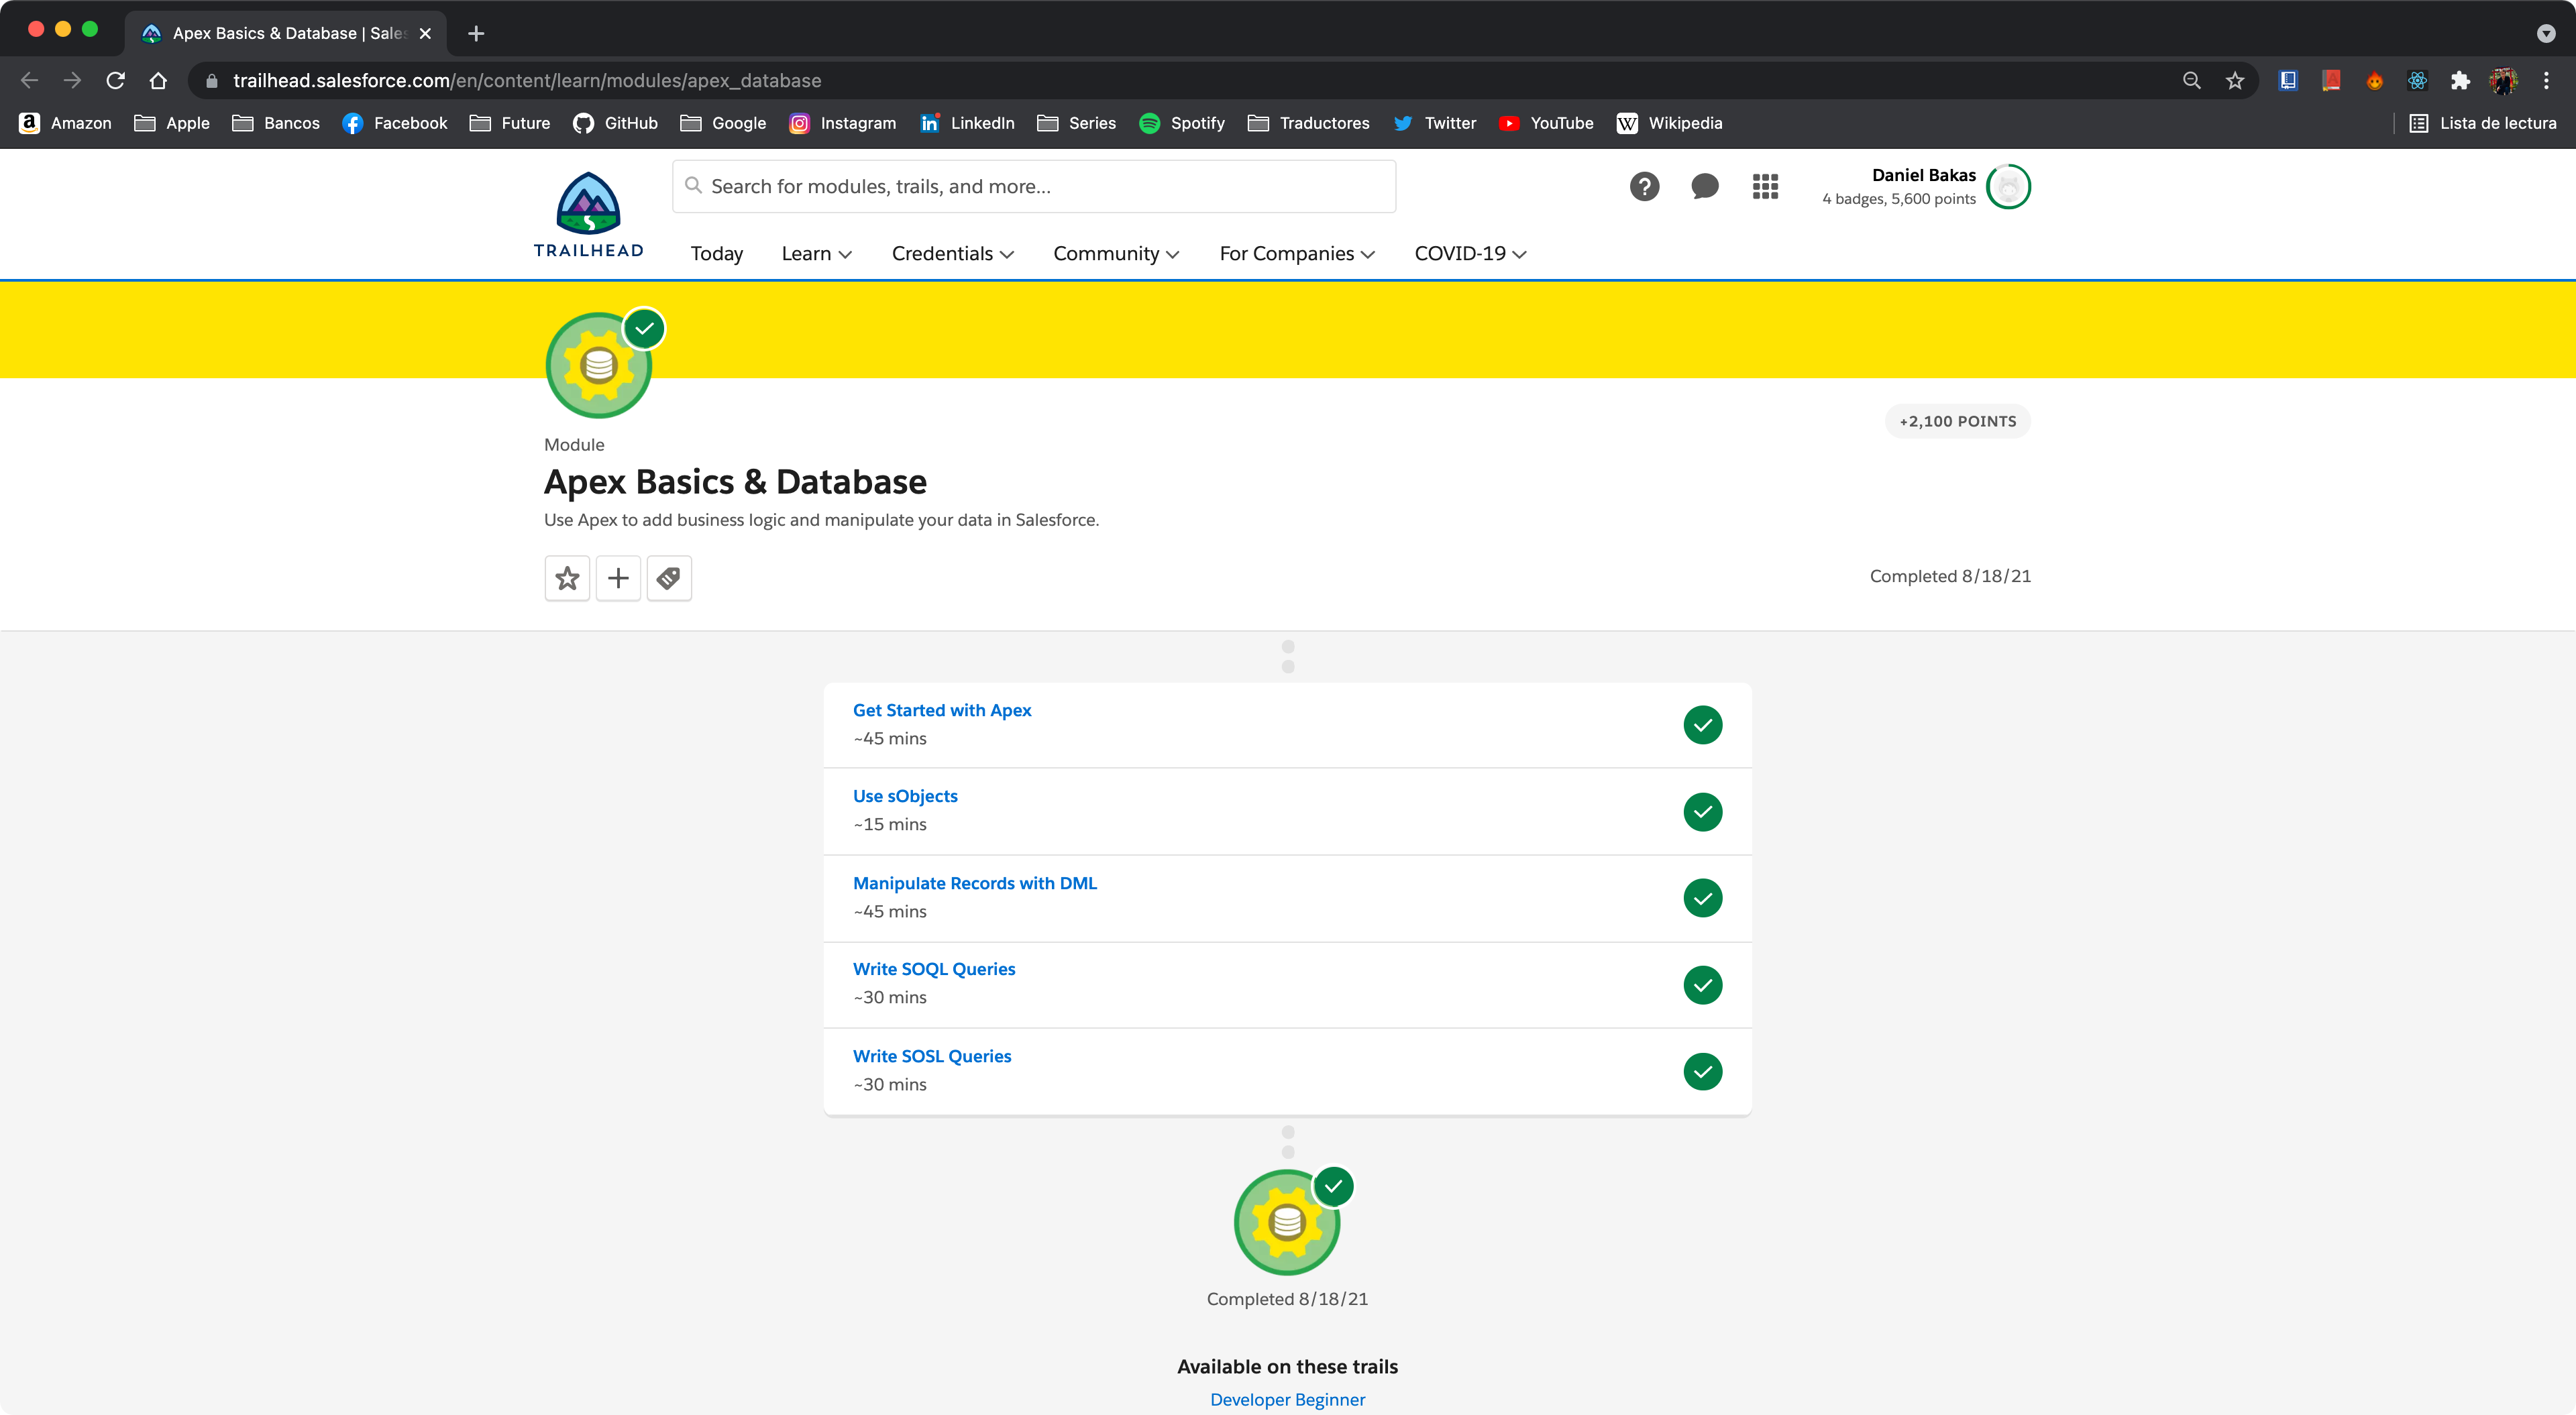 Apex Basics & Database | Sales
trailhead.salesforce.com/en/content/learn/modules/apex_database
Amazon Apple Bancos Facebook Future GitHub Google Instagram LinkedIn Series Spotify Traductores Twitter YouTube Wikipedia Lista de lectura
TRAILHEAD
Search for modules, trails, and more...
Daniel Bakas
4 badges, 5,600 points
Today Learn Credentials Community For Companies COVID-19
+2,100 POINTS
Module
Apex Basics & Database
Use Apex to add business logic and manipulate your data in Salesforce.
Completed 8/18/21
Get Started with Apex
~45 mins
Use sObjects
~15 mins
Manipulate Records with DML
~45 mins
Write SOQL Queries
~30 mins
Write SOSL Queries
~30 mins
Completed 8/18/21
Available on these trails
Developer Beginner